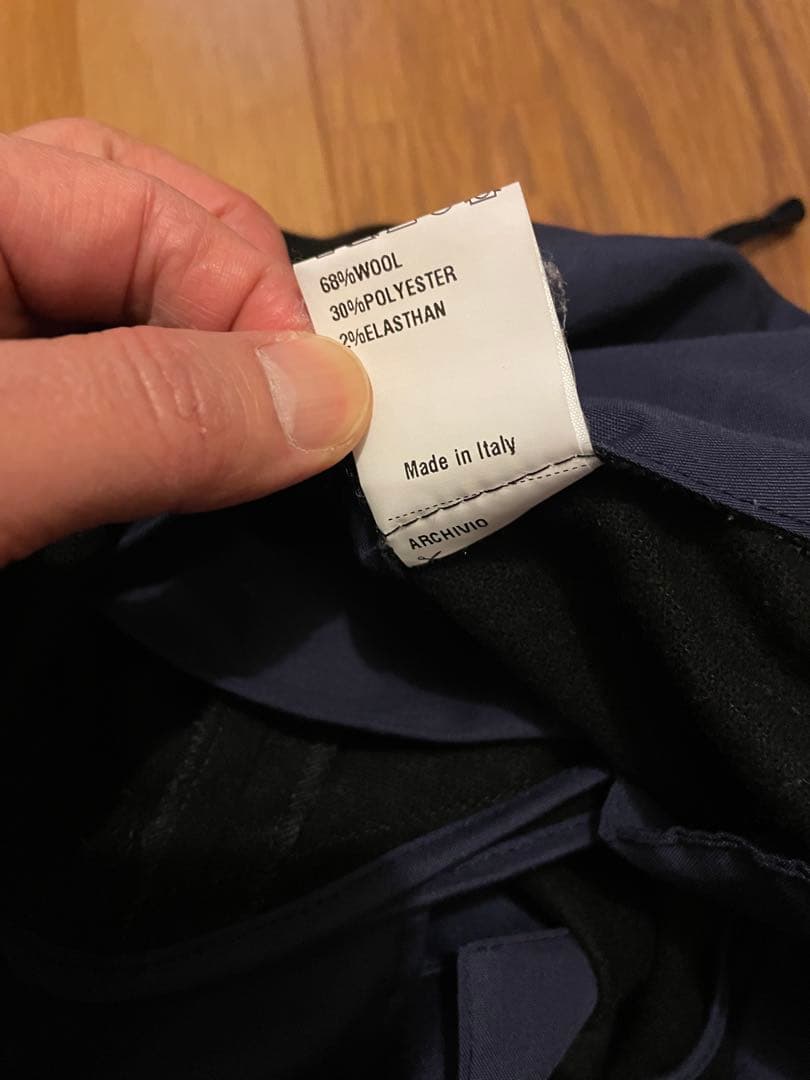 68%WOOL
30%POLYESTER
2%ELASTHAN
Made in Italy
ARCHIVIO